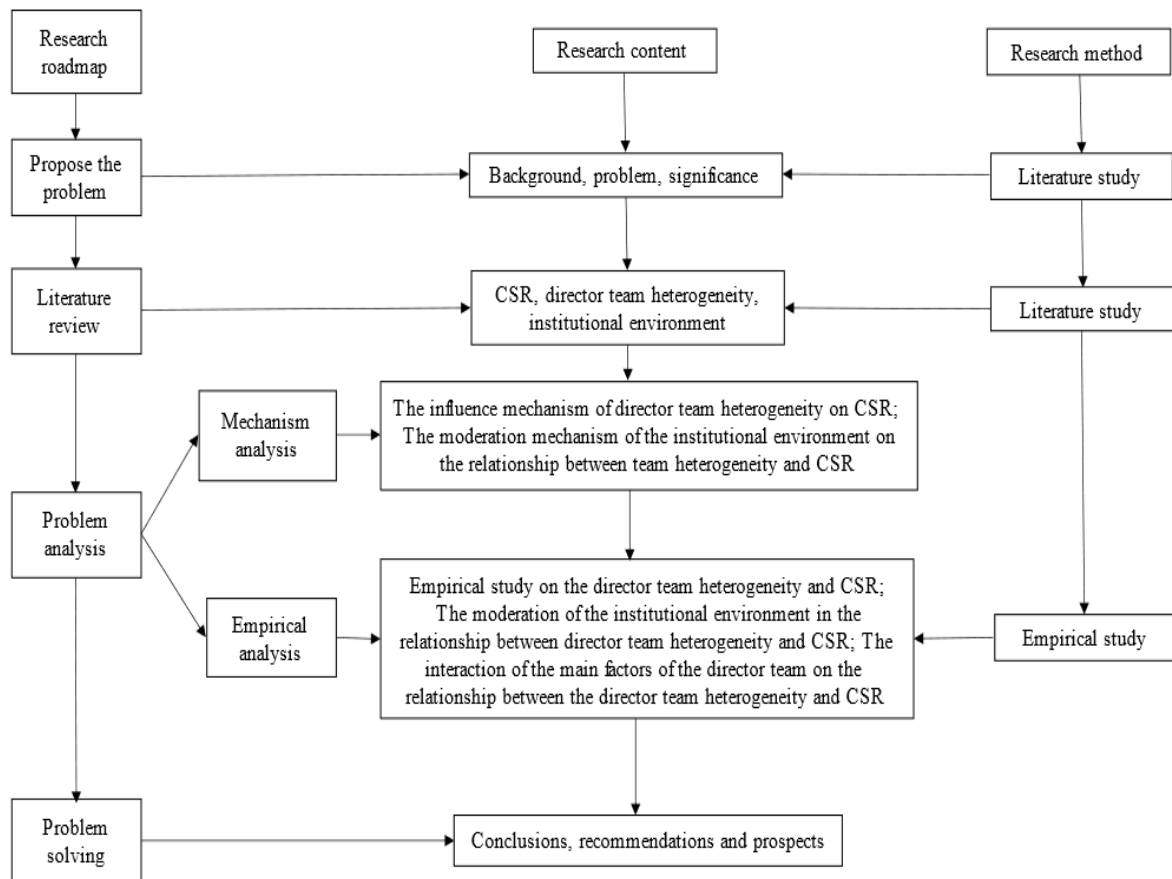 Research
roadmap
Research content
Research method
Propose the
problem
Background, problem, significance
Literature study
Literature
review
CSR, director team heterogeneity,
institutional environment
Literature study
Mechanism
analysis
The influence mechanism of director team heterogeneity on CSR;
The moderation mechanism of the institutional environment on
the relationship between team heterogeneity and CSR
Problem
analysis
Empirical
analysis
Empirical study on the director team heterogeneity and CSR;
The moderation of the institutional environment in the
relationship between director team heterogeneity and CSR; The
interaction of the main factors of the director team on the
relationship between the director team heterogeneity and CSR
Empirical study
Problem
solving
Conclusions, recommendations and prospects